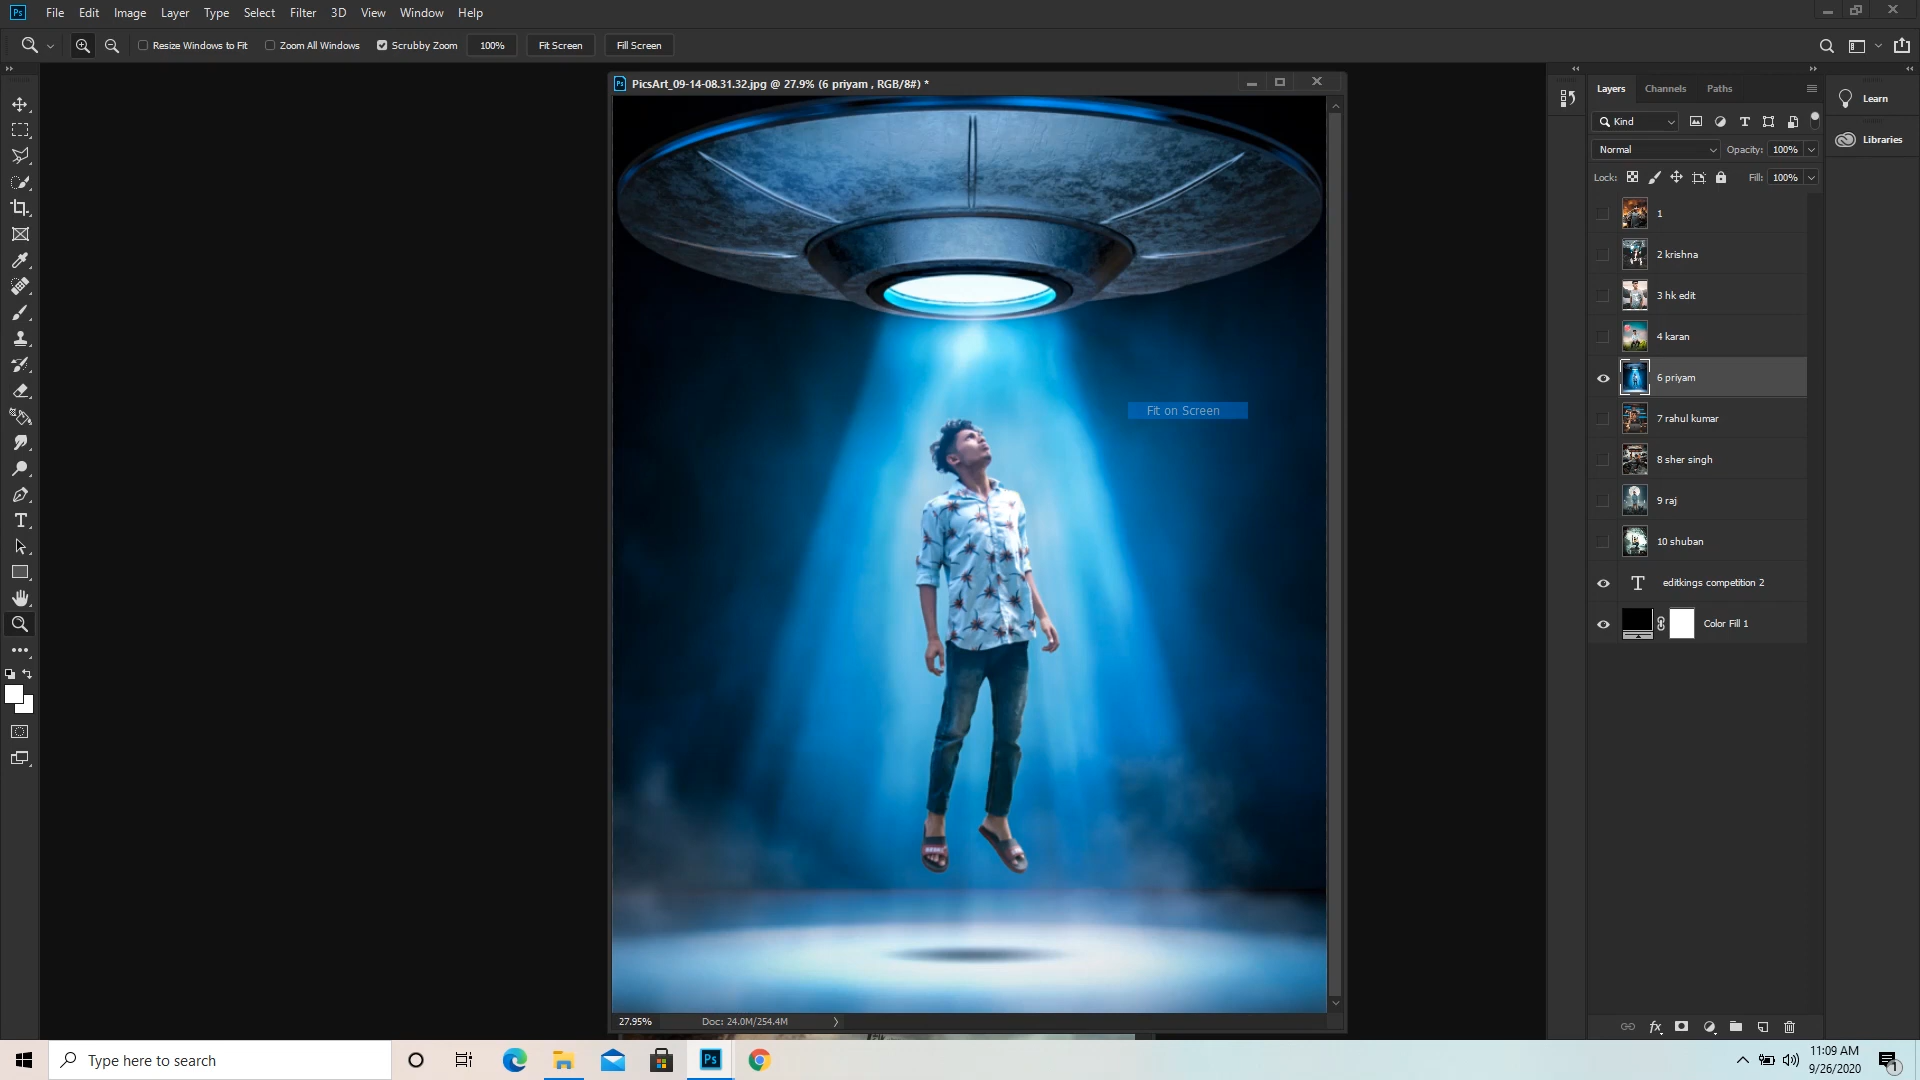 Ps File Edit Image Layer Type Select Filter 3D View Window Help
Resize Windows to Fit Zoom All Windows Scrubby Zoom 100% Fit Screen Fill Screen
Ps PicsArt_09-14-08.31.32.jpg @ 27.9% (6 priyam , RGB/8#) *
Layers Channels Paths
Learn
Kind
Libraries
Normal Opacity: 100%
Lock: Fill: 100%
1
2 krishna
3 hk edit
4 karan
6 priyam
Fit on Screen
7 rahul kumar
8 sher singh
9 raj
10 shuban
T editkings competition 2
Color Fill 1
27.95% Doc: 24.0M/254.4M
fx
Type here to search
Ps
11:09 AM
9/26/2020
1